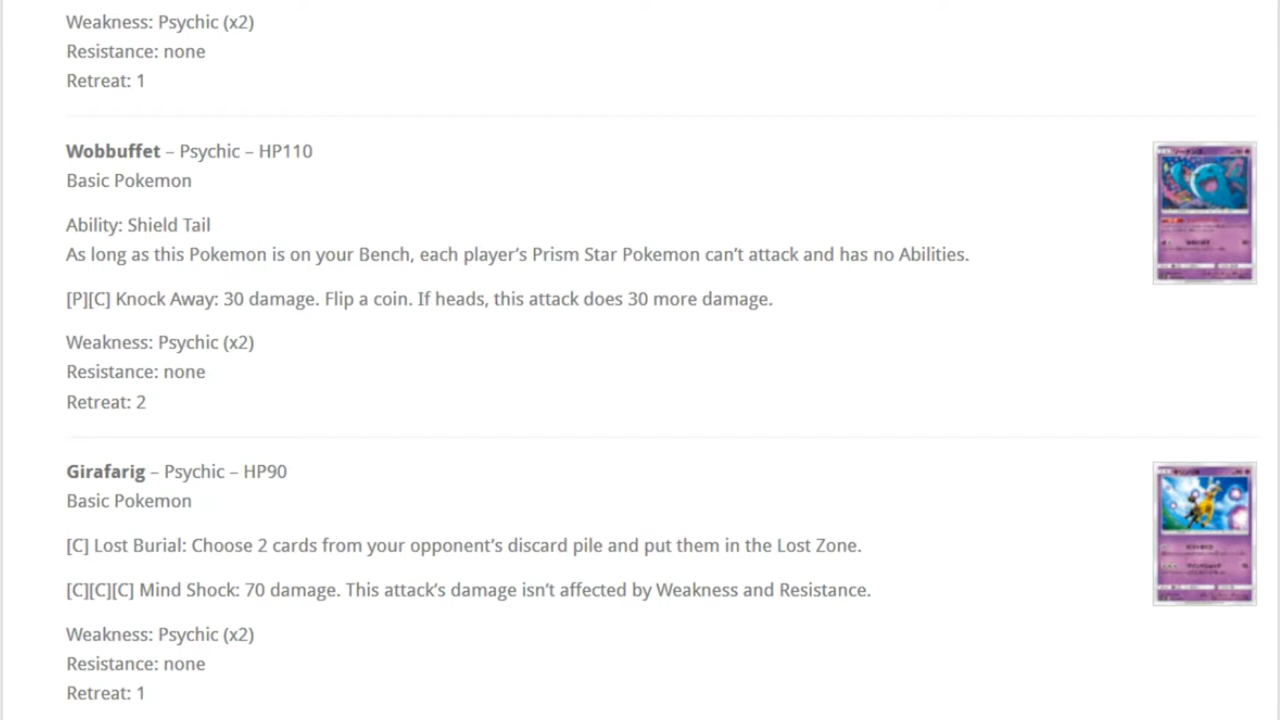 Weakness: Psychic (x2)
Resistance: none
Retreat: 1
Wobbuffet – Psychic – HP110
Basic Pokemon
Ability: Shield Tail
As long as this Pokemon is on your Bench, each player’s Prism Star Pokemon can’t attack and has no Abilities.
[P][C] Knock Away: 30 damage. Flip a coin. If heads, this attack does 30 more damage.
Weakness: Psychic (x2)
Resistance: none
Retreat: 2
Girafarig – Psychic – HP90
Basic Pokemon
[C] Lost Burial: Choose 2 cards from your opponent’s discard pile and put them in the Lost Zone.
[C][C][C] Mind Shock: 70 damage. This attack’s damage isn’t affected by Weakness and Resistance.
Weakness: Psychic (x2)
Resistance: none
Retreat: 1